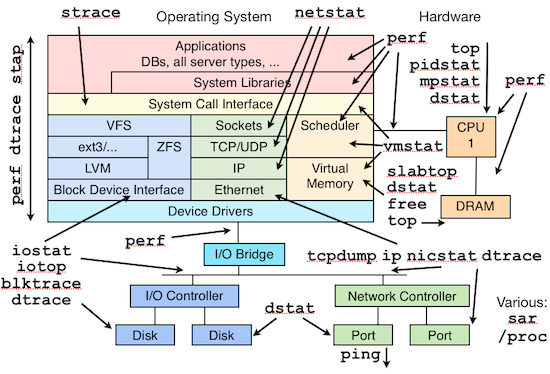 Operating System
Hardware
strace
netstat
Applications
DBs, all server types, ...
System Libraries
System Call Interface
VFS
Sockets
Scheduler
ext3/...
ZFS
TCP/UDP
LVM
IP
Virtual
Memory
Block Device Interface
Ethernet
Device Drivers
perf dtrace stap
perf
top
pidstat
mpstat
dstat
perf
CPU
1
vmstat
slabtop
dstat
free
top
DRAM
iostat
iotop
blktrace
dtrace
perf
I/O Bridge
tcpdump ip nicstat dtrace
I/O Controller
Network Controller
Disk
Disk
dstat
Port
Port
ping
Various:
sar
/proc